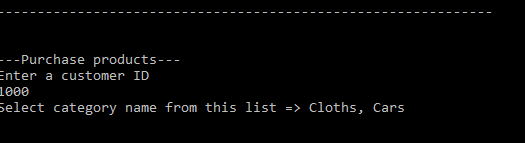 --------------------------------------------------------------
---Purchase products---
Enter a customer ID
1000
Select category name from this list => Cloths, Cars